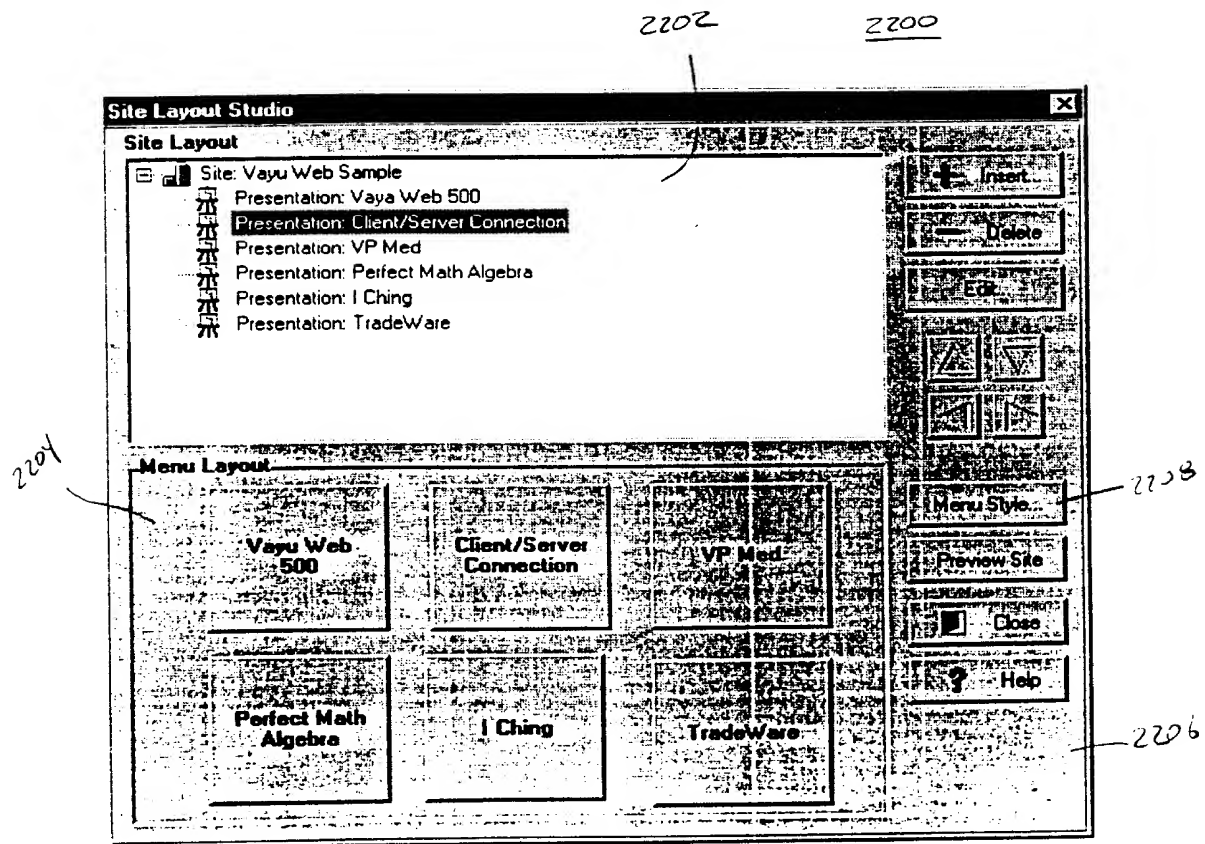 2202
2200
Site Layout Studio
Site Layout
Site: Vayu Web Sample
Presentation: Vaya Web 500
Presentation: Client/Server Connection
Presentation: VP Med
Presentation: Perfect Math Algebra
Presentation: I Ching
Presentation: TradeWare
Insert...
Delete
Edit...
2204
Menu Layout
Vayu Web
500
Client/Server
Connection
VP Med
Perfect Math
Algebra
I Ching
TradeWare
Menu Style...
2208
Preview Site
Close
? Help
2206